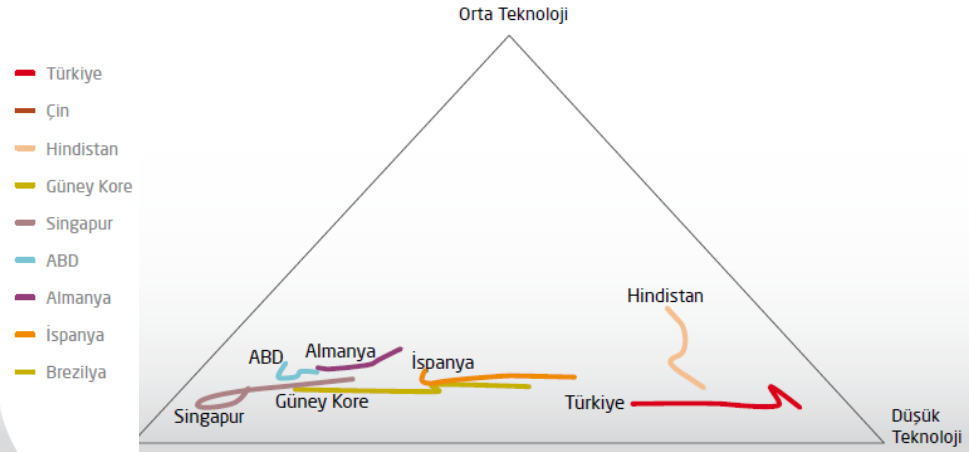 Orta Teknoloji
Türkiye
Çin
Hindistan
Güney Kore
Singapur
ABD
Almanya
İspanya
Brezilya
Hindistan
ABD
Almanya
İspanya
Güney Kore
Singapur
Türkiye
Düşük
Teknoloji